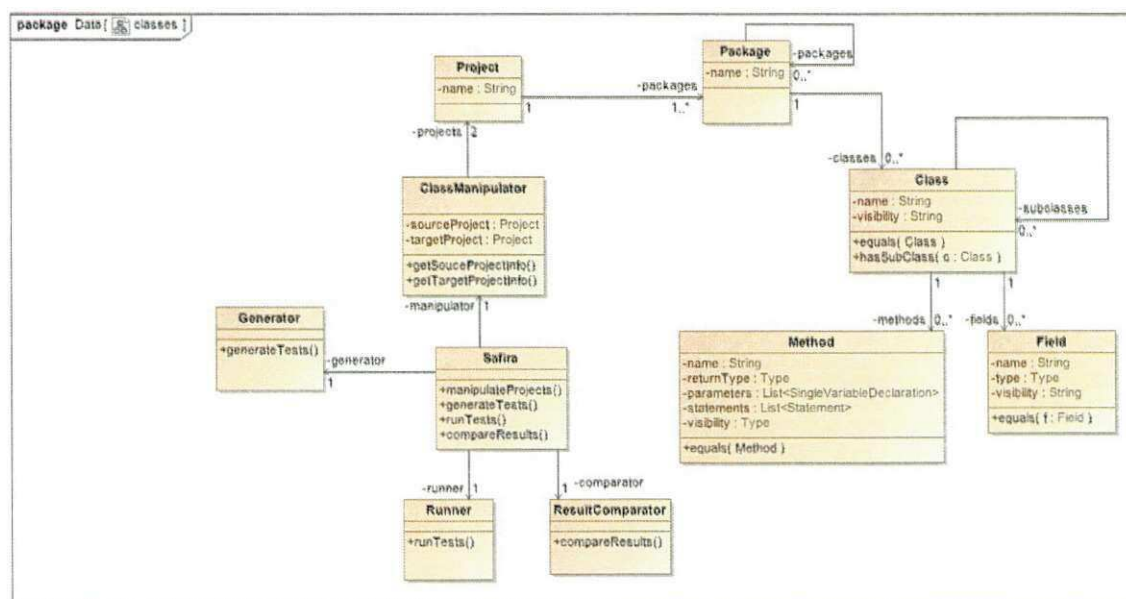 package Data [ classes ]
Package
-name : String
-packages
0..*
1
Project
-name : String
1
-packages
1..*
-projects
2
-classes
0..*
ClassManipulator
-sourceProject : Project
-targetProject : Project
+getSouceProjectInfo()
+getTargetProjectInfo()
Class
-name : String
-visibility : String
+equals( Class )
+hasSubClass( c : Class )
-subclasses
0..*
1
1
-manipulator
1
-methods
0..*
-fields
0..*
Generator
+generateTests()
-generator
1
Safira
+manipulateProjects()
+generateTests()
+runTests()
+compareResults()
Method
-name : String
-returnType : Type
-parameters : List<SingleVariableDeclaration>
-statements : List<Statement>
-visibility : Type
+equals( Method )
Field
-name : String
-type : Type
-visibility : String
+equals( f : Field )
-runner
1
1
-comparator
Runner
+runTests()
ResultComparator
+compareResults()